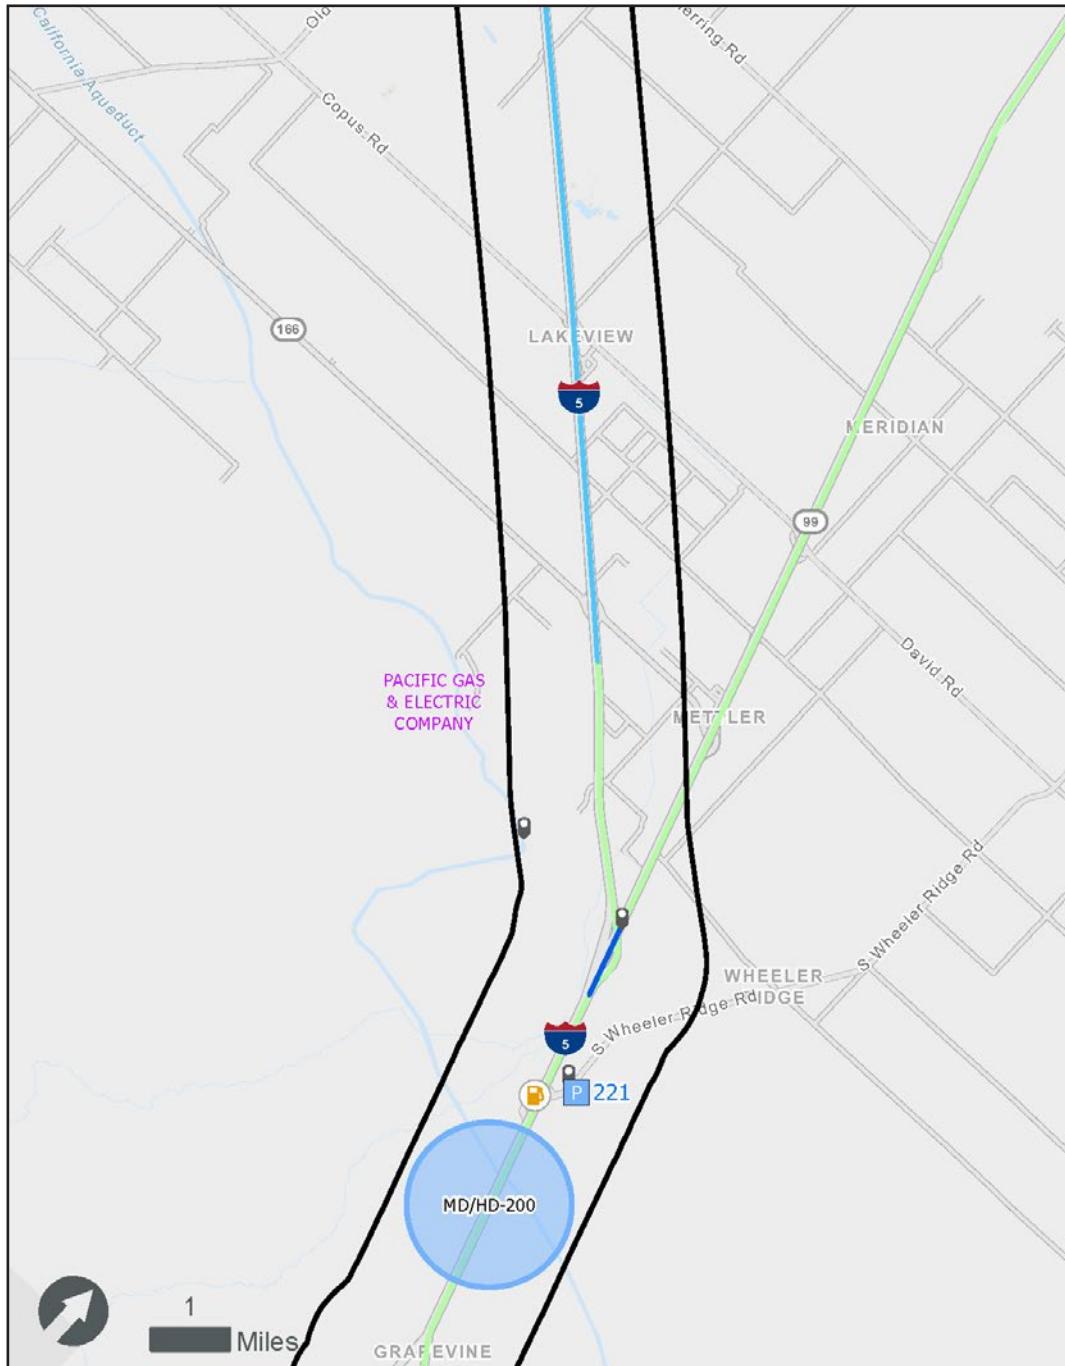 Old
erring Rd
California Aqueduct
Copus Rd
166
LAKEVIEW
5
MERIDIAN
99
David Rd
PACIFIC GAS
& ELECTRIC
COMPANY
METTLER
S Wheeler Ridge Rd
WHEELER
RIDGE
S Wheeler Ridge Rd
5
P 221
MD/HD-200
1
Miles
GRAPEVINE